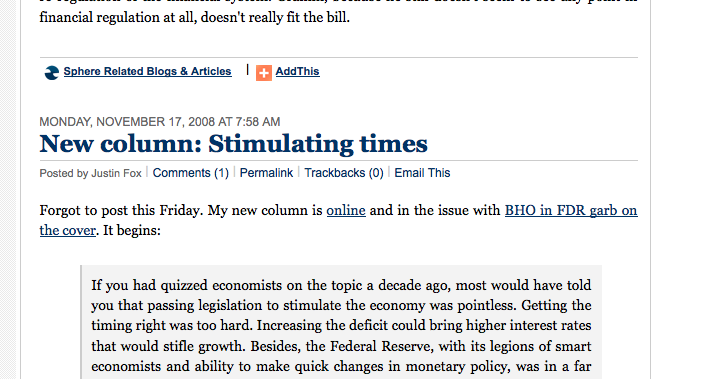 financial regulation at all, doesn't really fit the bill.
Sphere Related Blogs & Articles | AddThis
MONDAY, NOVEMBER 17, 2008 AT 7:58 AM
New column: Stimulating times
Posted by Justin Fox | Comments (1) | Permalink | Trackbacks (0) | Email This
Forgot to post this Friday. My new column is online and in the issue with BHO in FDR garb on
the cover. It begins:
If you had quizzed economists on the topic a decade ago, most would have told
you that passing legislation to stimulate the economy was pointless. Getting the
timing right was too hard. Increasing the deficit could bring higher interest rates
that would stifle growth. Besides, the Federal Reserve, with its legions of smart
economists and ability to make quick changes in monetary policy, was in a far